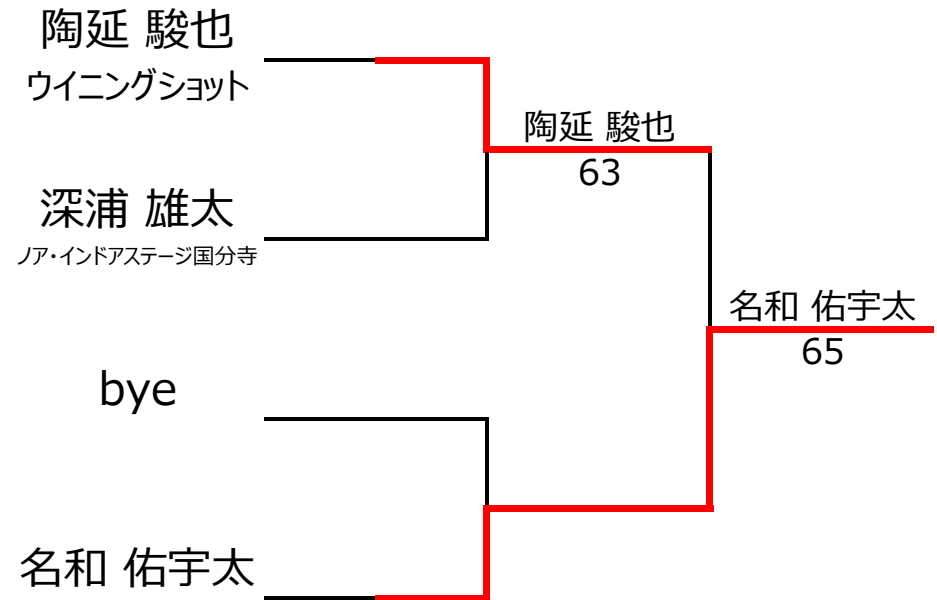 陶延 駿也
ウイニングショット
陶延 駿也
63
深浦 雄太
ノア・インドアステージ国分寺
名和 佑宇太
65
bye
名和 佑宇太